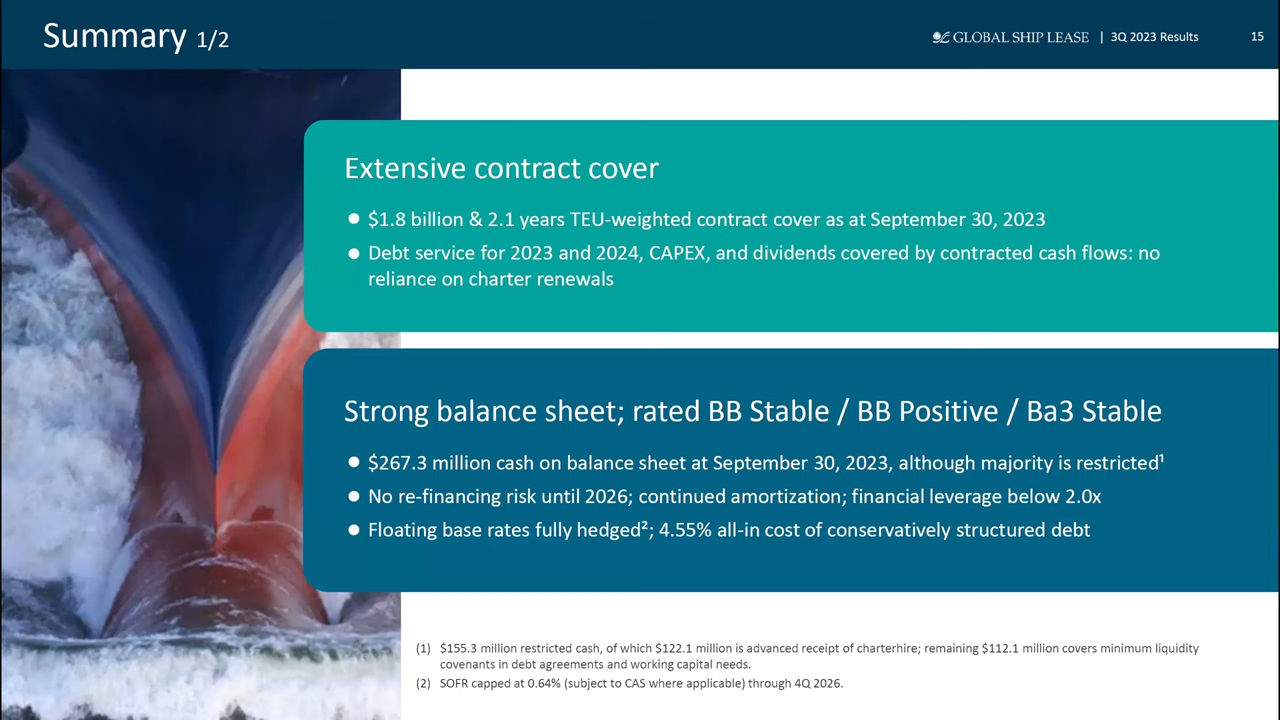 Summary 1/2
GLOBAL SHIP LEASE | 3Q 2023 Results 15
Extensive contract cover
● $1.8 billion & 2.1 years TEU-weighted contract cover as at September 30, 2023
● Debt service for 2023 and 2024, CAPEX, and dividends covered by contracted cash flows: no
reliance on charter renewals
Strong balance sheet; rated BB Stable / BB Positive / Ba3 Stable
● $267.3 million cash on balance sheet at September 30, 2023, although majority is restricted¹
● No re-financing risk until 2026; continued amortization; financial leverage below 2.0x
● Floating base rates fully hedged²; 4.55% all-in cost of conservatively structured debt
(1) $155.3 million restricted cash, of which $122.1 million is advanced receipt of charterhire; remaining $112.1 million covers minimum liquidity
covenants in debt agreements and working capital needs.
(2) SOFR capped at 0.64% (subject to CAS where applicable) through 4Q 2026.